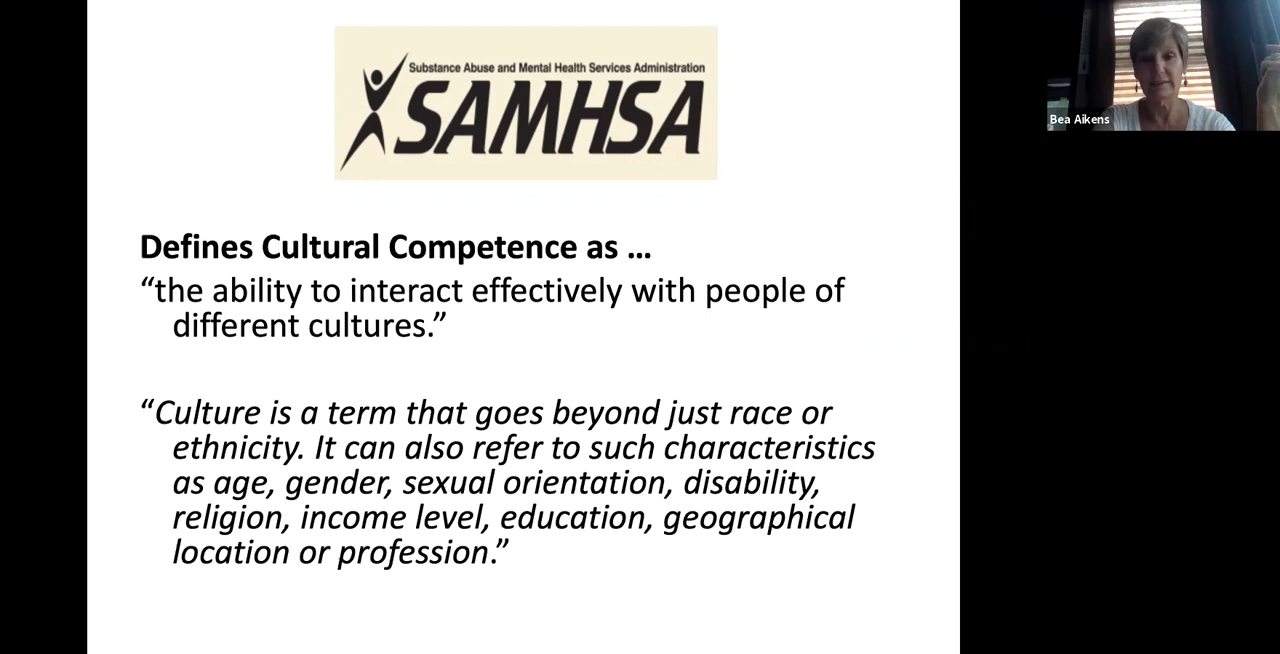 Substance Abuse and Mental Health Services Administration
SAMHSA
Bea Aikens
Defines Cultural Competence as ...
“the ability to interact effectively with people of
different cultures.”
“Culture is a term that goes beyond just race or
ethnicity. It can also refer to such characteristics
as age, gender, sexual orientation, disability,
religion, income level, education, geographical
location or profession.”